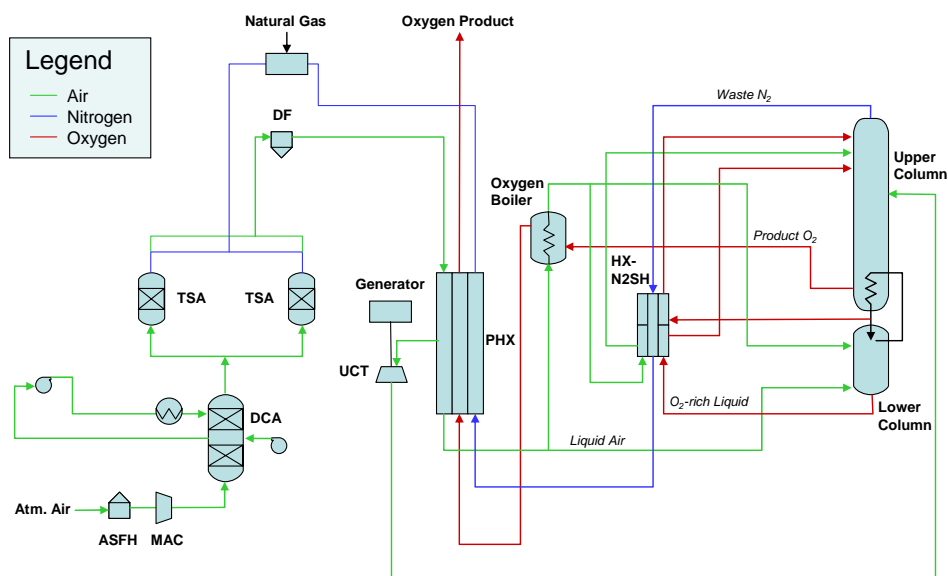 Natural Gas
Oxygen Product
Legend
Air
Nitrogen
Oxygen
DF
Waste N₂
Upper
Column
Oxygen
Boiler
Product O₂
HX-
N2SH
TSA
TSA
Generator
PHX
UCT
DCA
O₂-rich Liquid
Lower
Column
Liquid Air
Atm. Air
ASFH
MAC